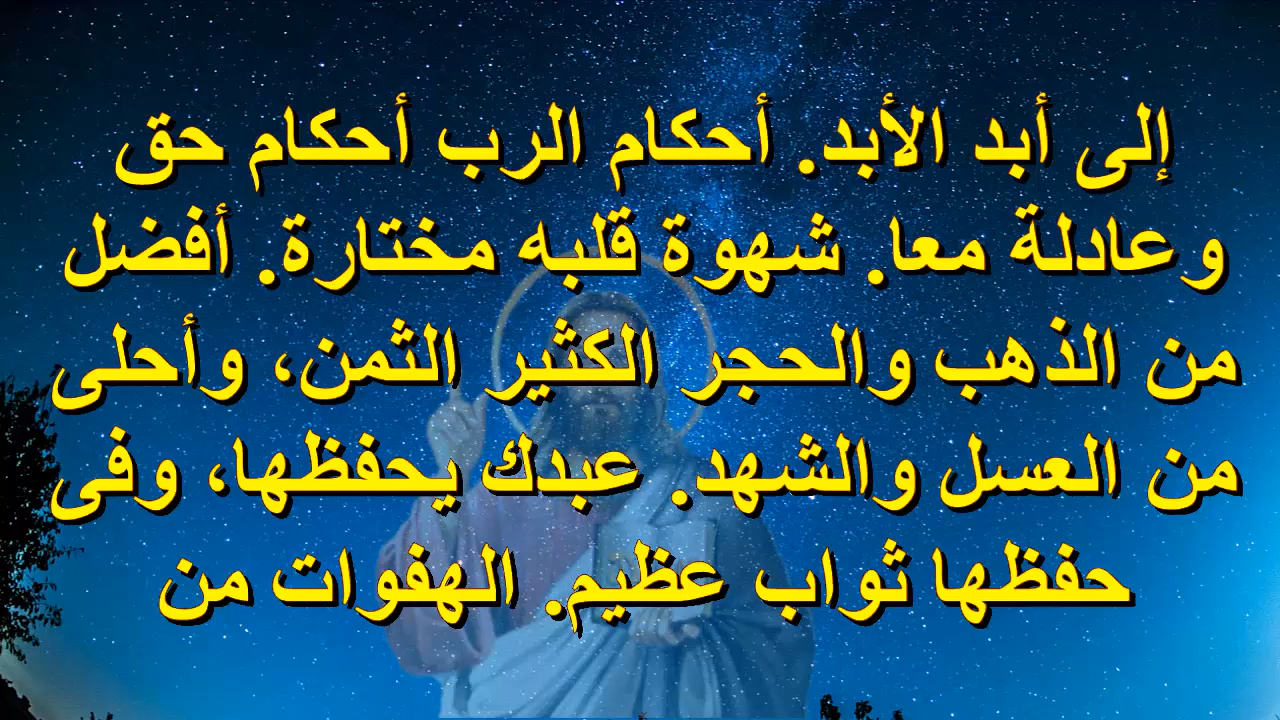 إلى أبد الأبد. أحكام الرب أحكام حق
وعادلة معا. شهوة قلبه مختارة. أفضل
من الذهب والحجر الكثير الثمن، وأحلى
من العسل والشهد. عبدك يحفظها، وفى
حفظها ثواب عظيم. الهفوات من